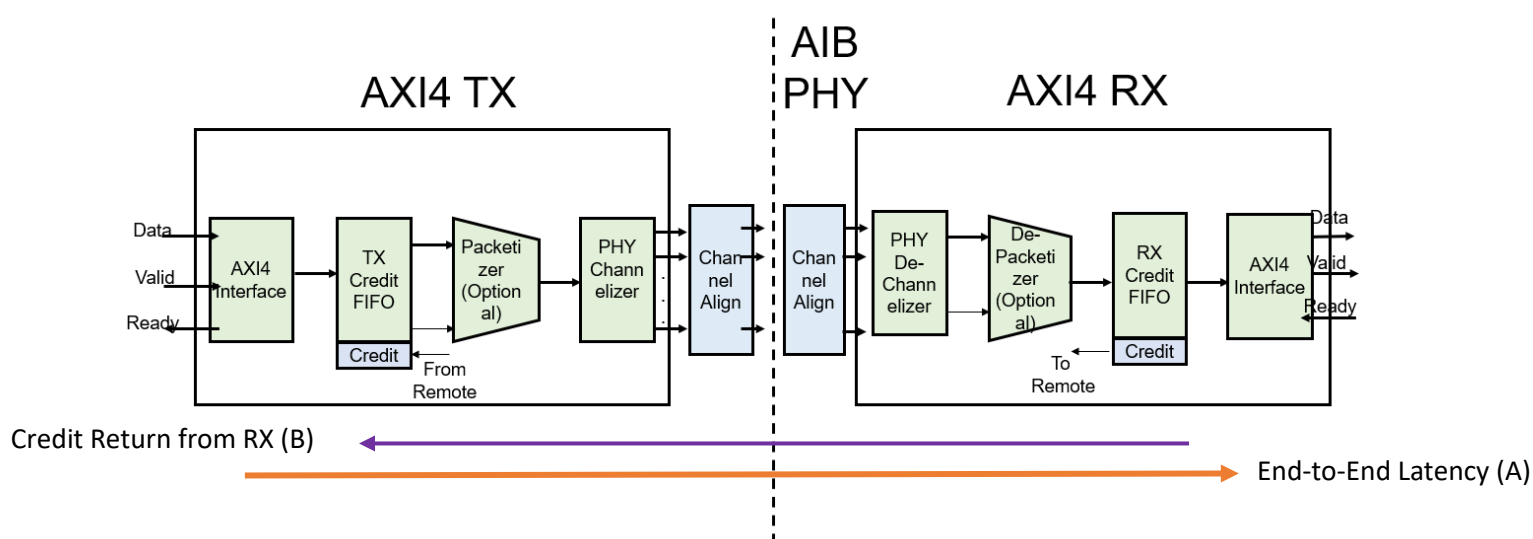 AIB
PHY
AXI4 TX
AXI4 RX
Data
Valid
Ready
AXI4
Interface
TX
Credit
FIFO
Credit
From
Remote
Packeti
zer
(Option
al)
PHY
Chann
elizer
Chan
nel
Align
Chan
nel
Align
PHY
De-
Chann
elizer
De-
Packeti
zer
(Option
al)
RX
Credit
FIFO
Credit
To
Remote
AXI4
Interface
Data
Valid
Ready
Credit Return from RX (B)
End-to-End Latency (A)